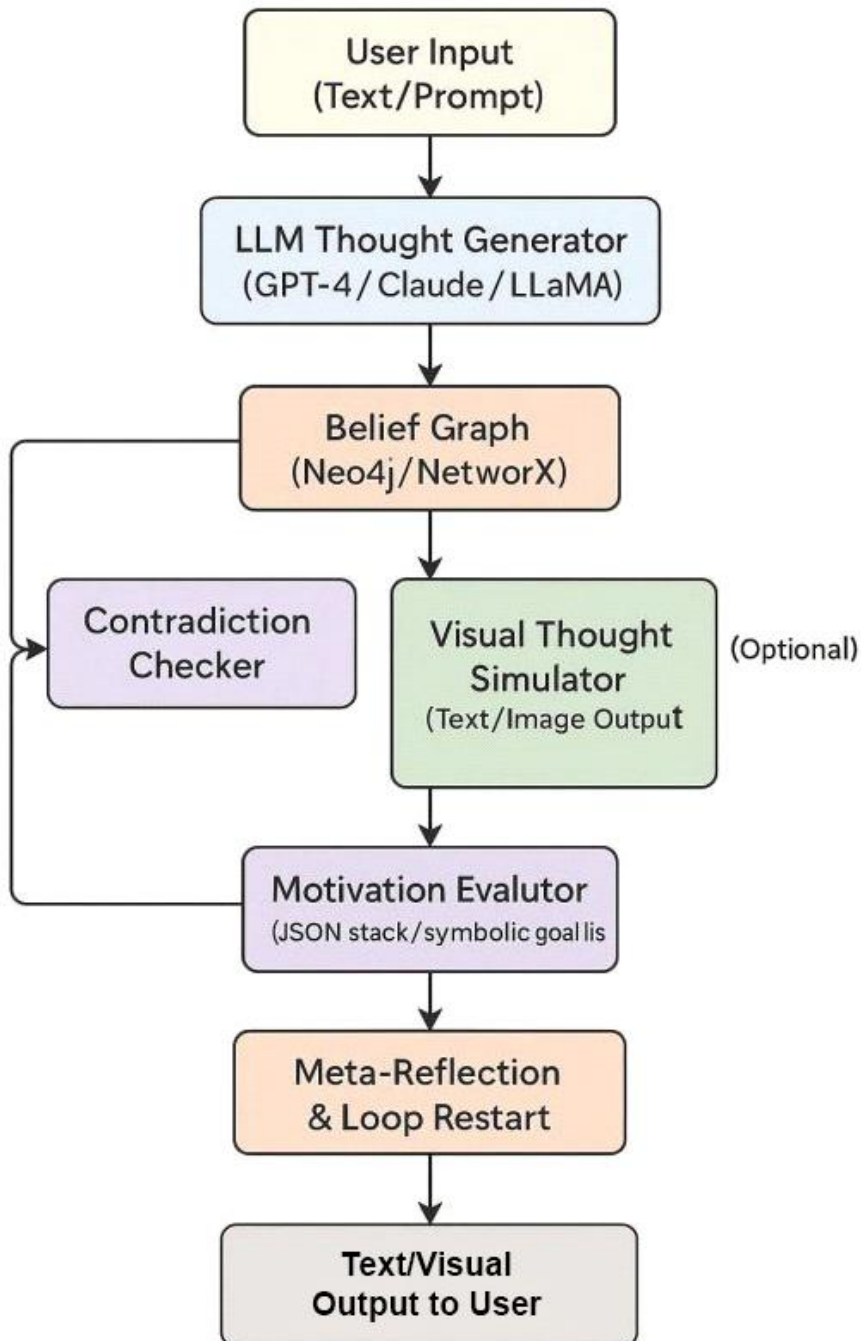 User Input
(Text/Prompt)
LLM Thought Generator
(GPT-4/Claude/LLaMA)
Belief Graph
(Neo4j/NetworX)
Contradiction
Checker
Visual Thought
Simulator
(Text/Image Output
(Optional)
Motivation Evalutor
(JSON stack/symbolic goal lis
Meta-Reflection
& Loop Restart
Text/Visual
Output to User